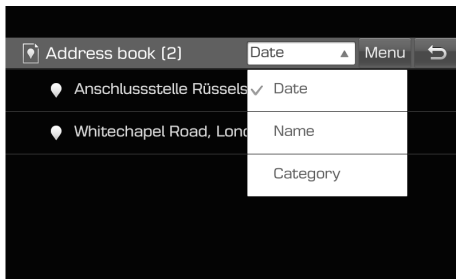 Address book (2) Date Menu
Anschlussstelle Rüssels Date
Whitechapel Road, Lond Name
Category